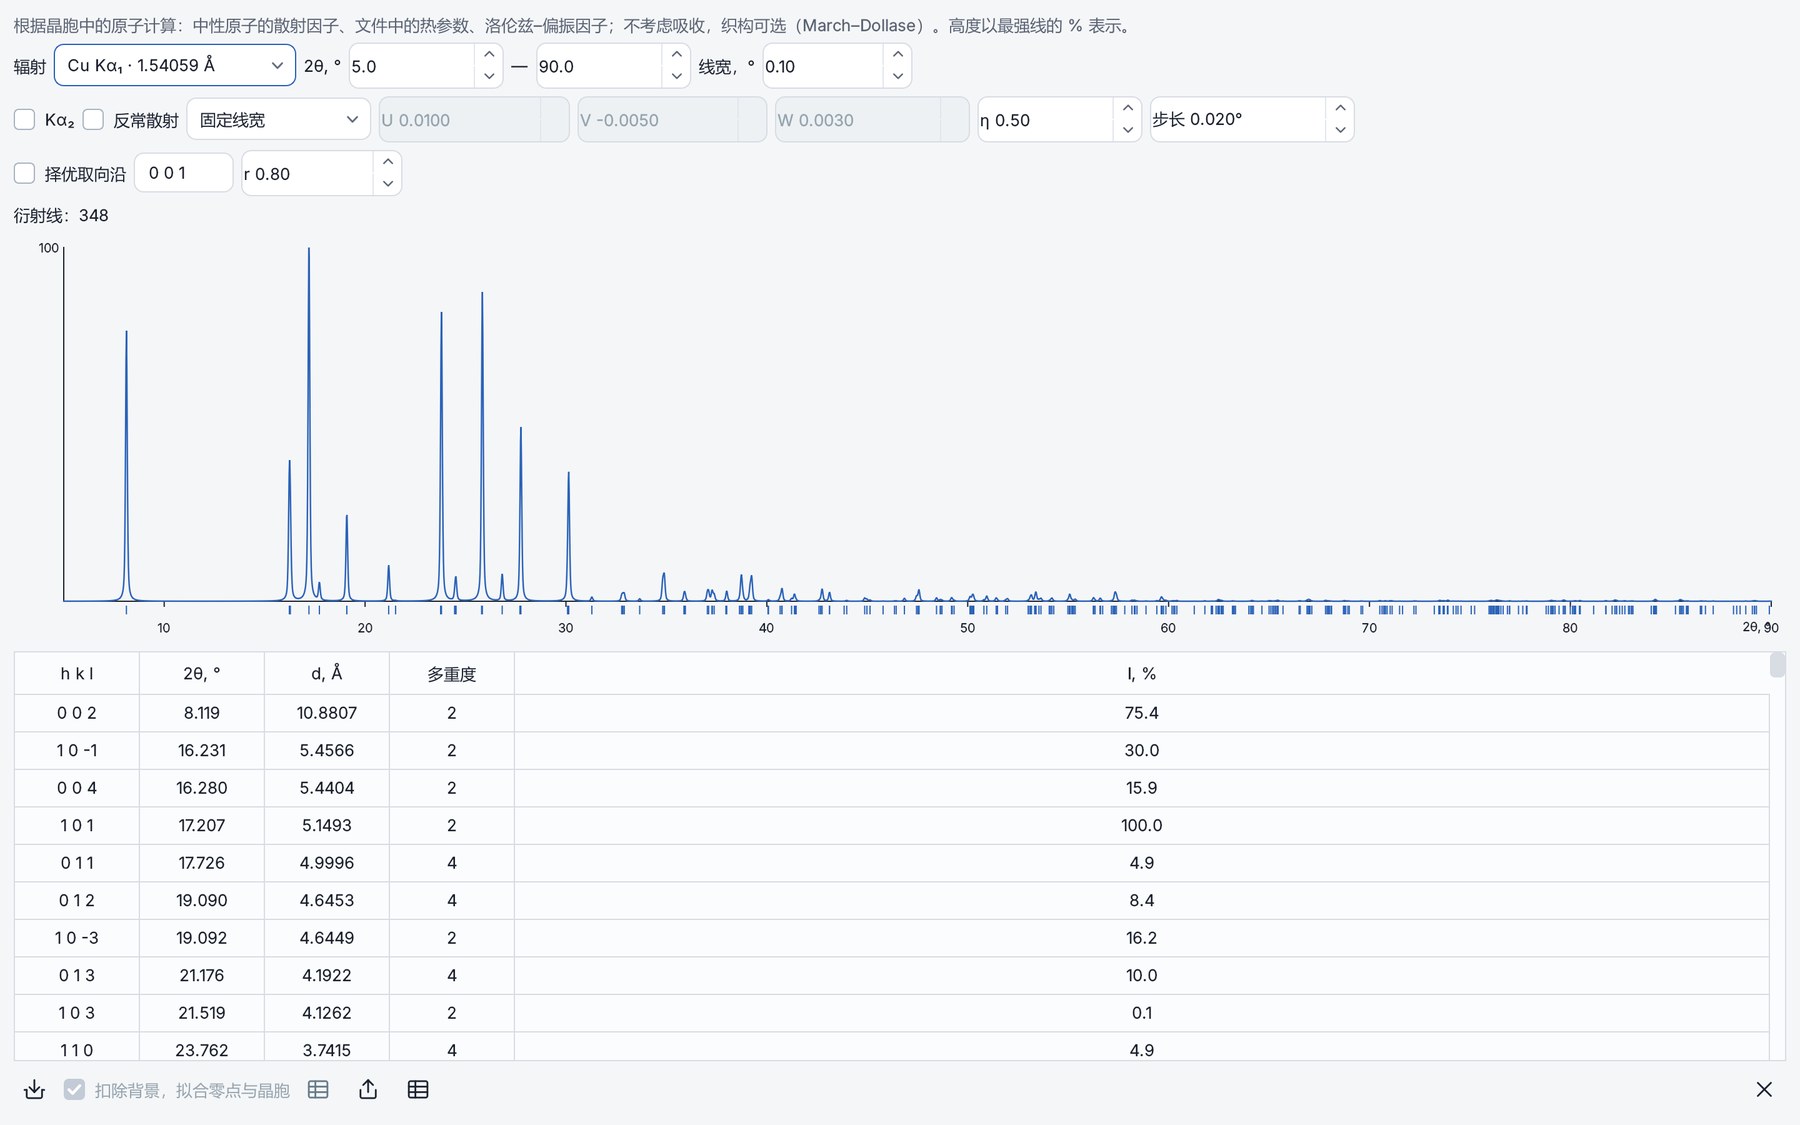 根据晶胞中的原子计算：中性原子的散射因子、文件中的热参数、洛伦兹–偏振因子；不考虑吸收，织构可选（March–Dollase）。高度以最强线的 % 表示。
辐射 Cu Kα₁ · 1.54059 Å 2θ, ° 5.0 — 90.0 线宽，° 0.10
Kα₂ 反常散射 固定线宽 U 0.0100 V -0.0050 W 0.0030 η 0.50 步长 0.020°
择优取向沿 0 0 1 r 0.80
衍射线：348
100
10 20 30 40 50 60 70 80 2θ, ° 90
h k l 2θ, ° d, Å 多重度 I, %
0 0 2 8.119 10.8807 2 75.4
1 0 -1 16.231 5.4566 2 30.0
0 0 4 16.280 5.4404 2 15.9
1 0 1 17.207 5.1493 2 100.0
0 1 1 17.726 4.9996 4 4.9
0 1 2 19.090 4.6453 4 8.4
1 0 -3 19.092 4.6449 2 16.2
0 1 3 21.176 4.1922 4 10.0
1 0 3 21.519 4.1262 2 0.1
1 1 0 23.762 3.7415 4 4.9
扣除背景，拟合零点与晶胞